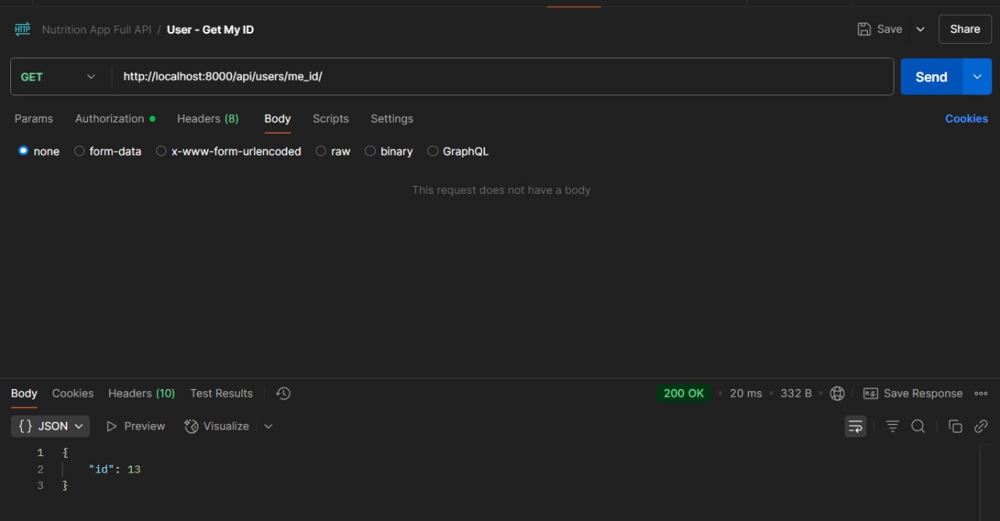 HTTP Nutrition App Full API / User - Get My ID Save Share
GET http://localhost:8000/api/users/me_id/ Send
Params Authorization Headers (8) Body Scripts Settings Cookies
none form-data x-www-form-urlencoded raw binary GraphQL
This request does not have a body
Body Cookies Headers (10) Test Results 200 OK 20 ms 332 B e.g. Save Response
{} JSON Preview Visualize
1 {
2 "id": 13
3 }